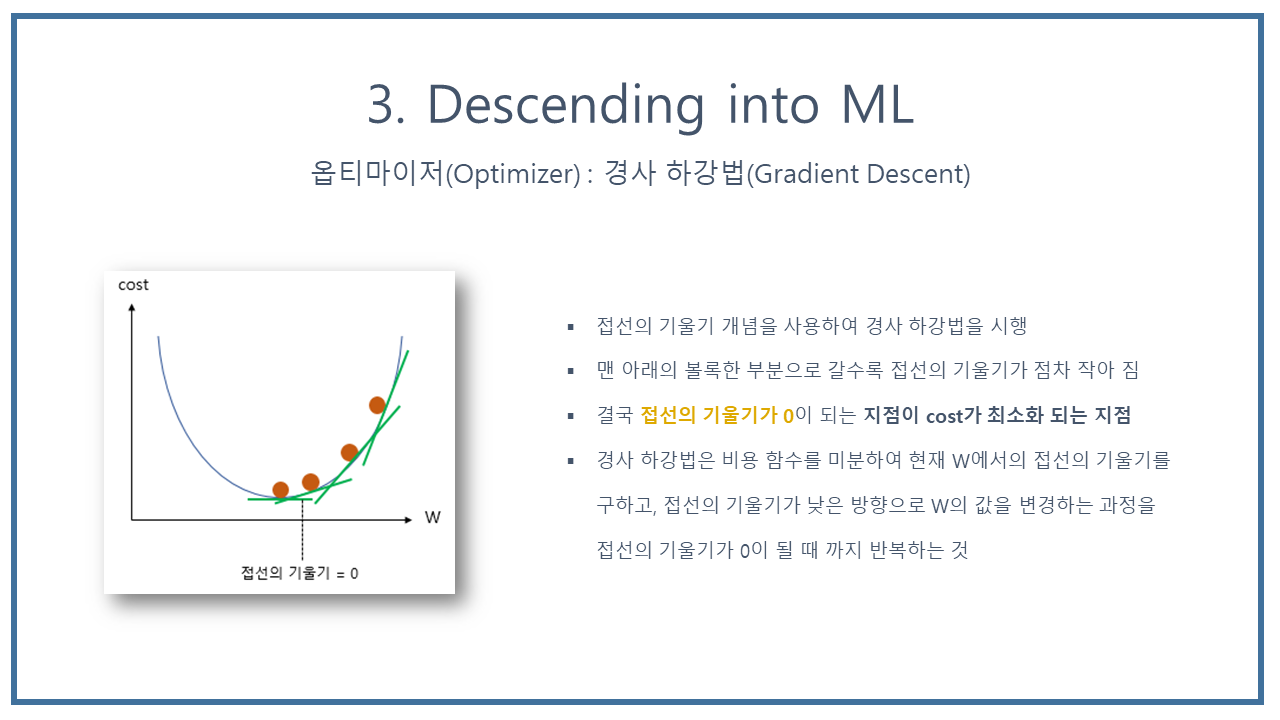 3. Descending into ML
옵티마이저(Optimizer) : 경사 하강법(Gradient Descent)
cost
W
접선의 기울기 = 0
▪ 접선의 기울기 개념을 사용하여 경사 하강법을 시행
▪ 맨 아래의 볼록한 부분으로 갈수록 접선의 기울기가 점차 작아 짐
▪ 결국 접선의 기울기가 0이 되는 지점이 cost가 최소화 되는 지점
▪ 경사 하강법은 비용 함수를 미분하여 현재 W에서의 접선의 기울기를
구하고, 접선의 기울기가 낮은 방향으로 W의 값을 변경하는 과정을
접선의 기울기가 0이 될 때 까지 반복하는 것